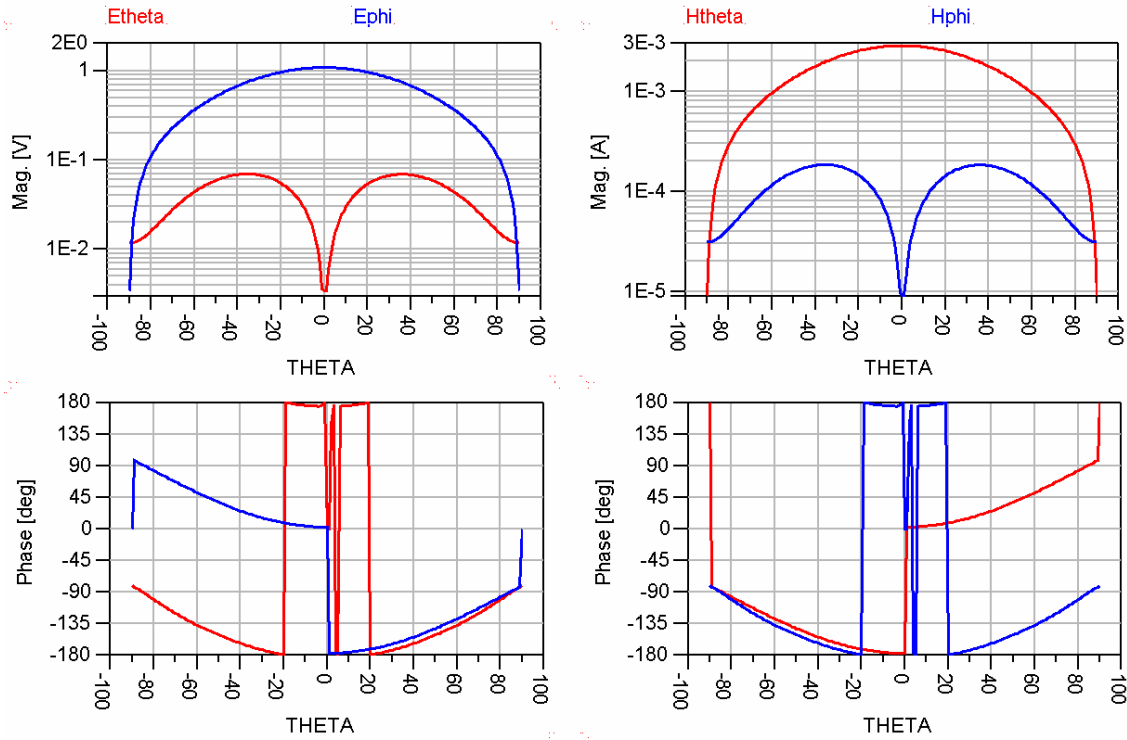 Etheta Ephi
Mag. [V]
2E0
1
1E-1
1E-2
-100 -80 -60 -40 -20 0 20 40 60 80 100
THETA
Htheta Hphi
Mag. [A]
3E-3
1E-3
1E-4
1E-5
-100 -80 -60 -40 -20 0 20 40 60 80 100
THETA
Phase [deg]
180
135
90
45
0
-45
-90
-135
-180
-100 -80 -60 -40 -20 0 20 40 60 80 100
THETA
Phase [deg]
180
135
90
45
0
-45
-90
-135
-180
-100 -80 -60 -40 -20 0 20 40 60 80 100
THETA